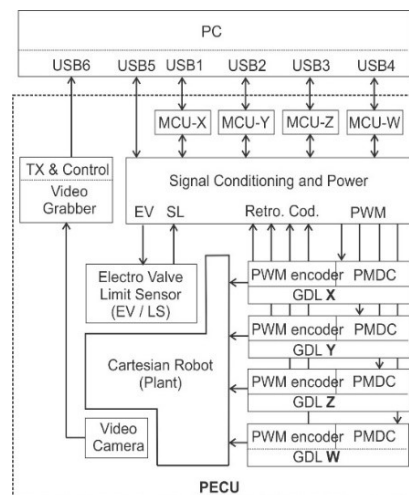 PC
USB6 USB5 USB1 USB2 USB3 USB4
MCU-X MCU-Y MCU-Z MCU-W
TX & Control
Video
Grabber
Signal Conditioning and Power
EV SL Retro. Cod. PWM
Electro Valve
Limit Sensor
(EV / LS)
PWM encoder PMDC
GDL X
PWM encoder PMDC
GDL Y
Cartesian Robot
(Plant)
PWM encoder PMDC
GDL Z
Video
Camera
PWM encoder PMDC
GDL W
PECU